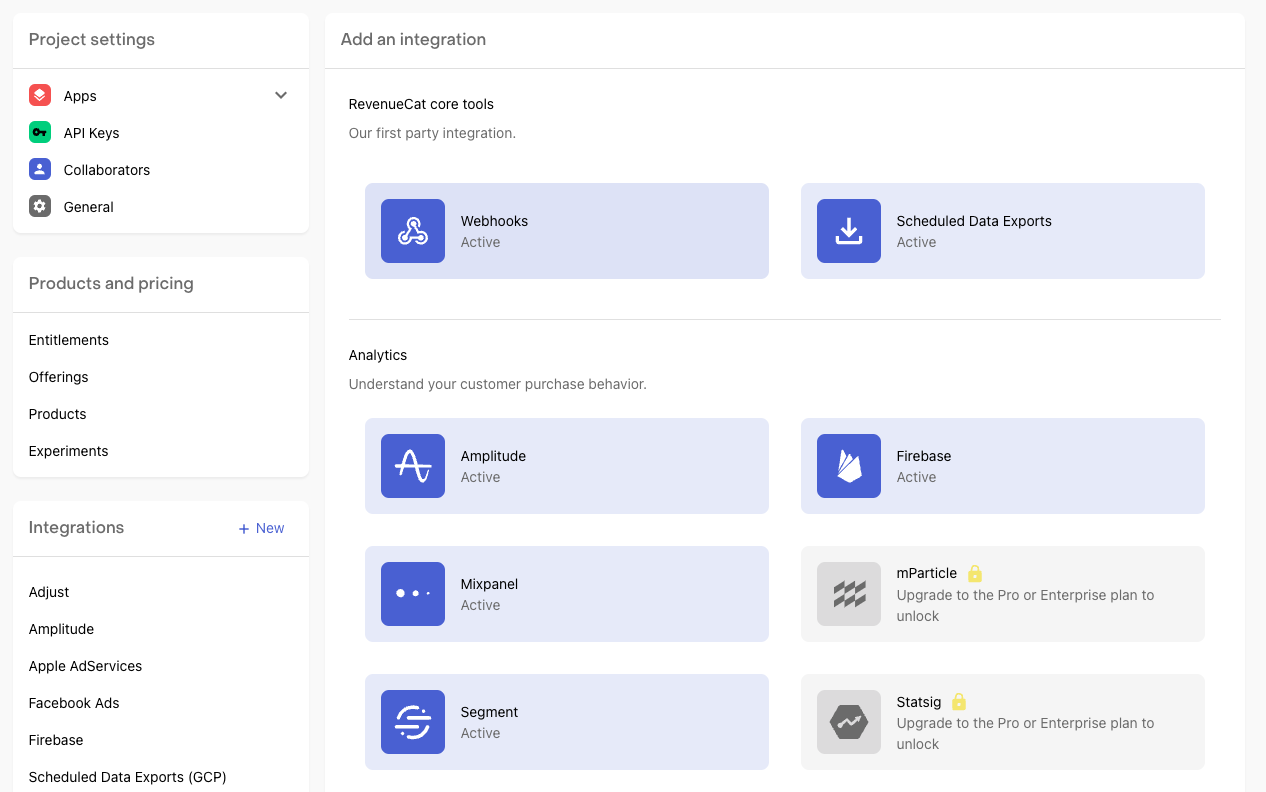 Project settings
Apps
API Keys
Collaborators
General
Products and pricing
Entitlements
Offerings
Products
Experiments
Integrations
+ New
Adjust
Amplitude
Apple AdServices
Facebook Ads
Firebase
Scheduled Data Exports (GCP)
Add an integration
RevenueCat core tools
Our first party integration.
Webhooks
Active
Scheduled Data Exports
Active
Analytics
Understand your customer purchase behavior.
Amplitude
Active
Firebase
Active
Mixpanel
Active
mParticle
Upgrade to the Pro or Enterprise plan to
unlock
Segment
Active
Statsig
Upgrade to the Pro or Enterprise plan to
unlock